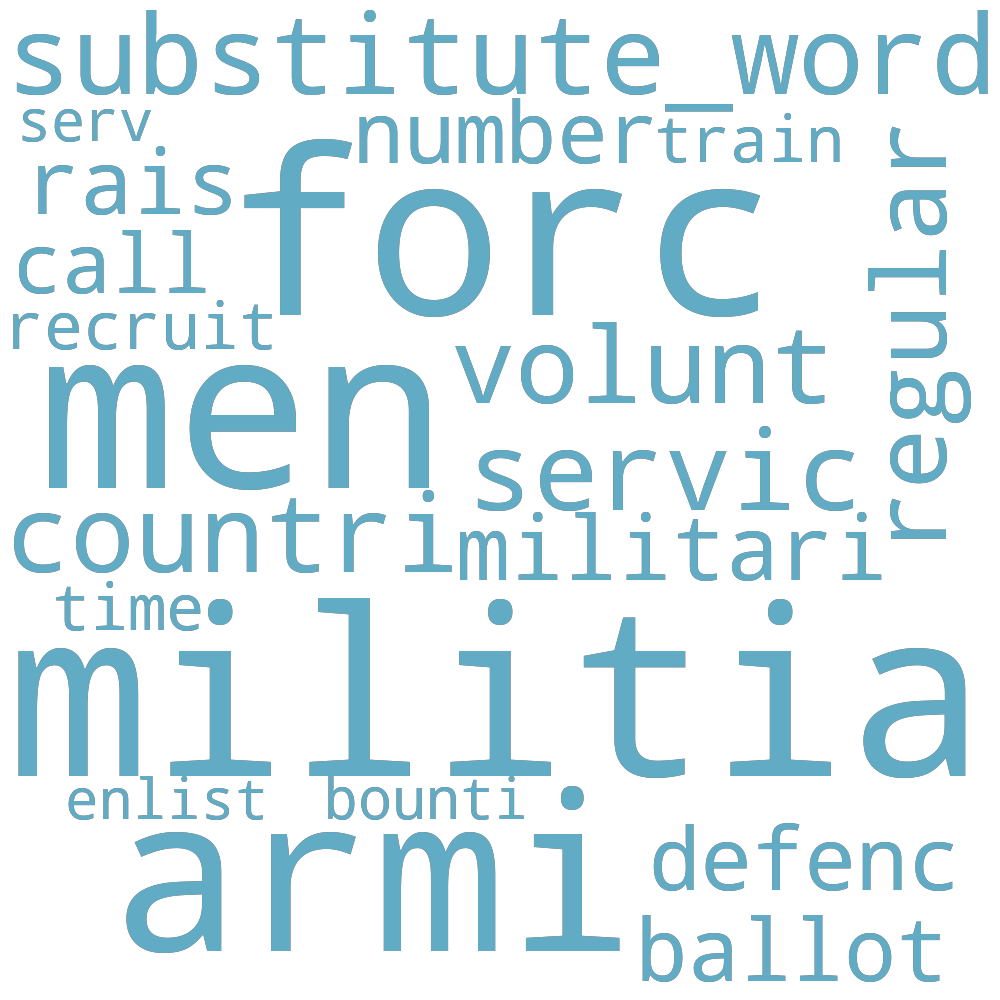 substitute_word
serv
number
train
rais
forc
regular
call
recruit
volunt
men
servic
countri
militari
time
militia
enlist
bounti
armi
defenc
ballot